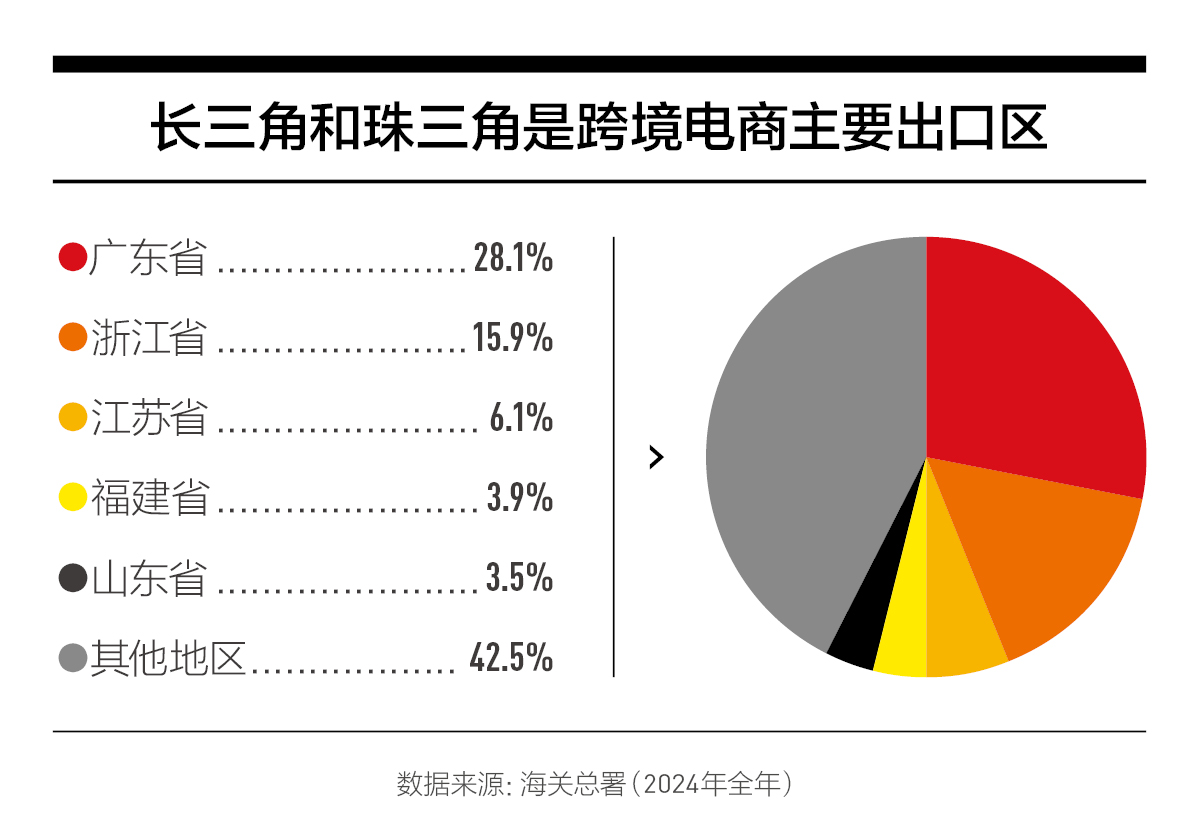 长三角和珠三角是跨境电商主要出口区
广东省 ...................... 28.1%
浙江省 ...................... 15.9%
江苏省 ....................... 6.1%
福建省 ....................... 3.9%
山东省 ....................... 3.5%
其他地区 .................. 42.5%
数据来源: 海关总署(2024年全年)